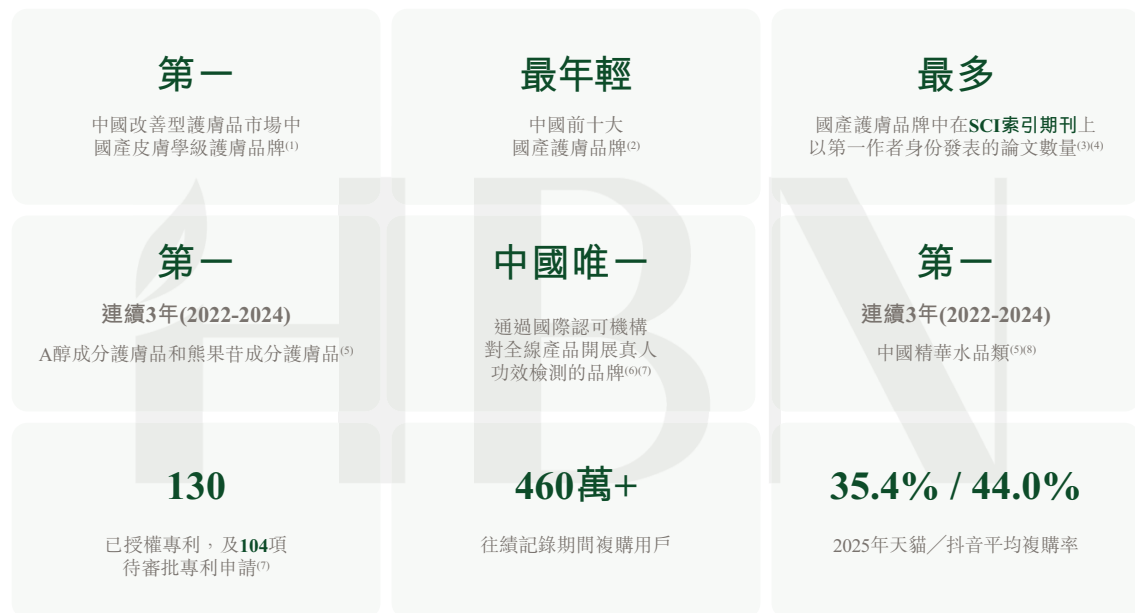 第一
中國改善型護膚品市場中
國產皮膚學級護膚品牌(1)
最年輕
中國前十大
國產護膚品牌(2)
最多
國產護膚品牌中在SCI索引期刊上
以第一作者身份發表的論文數量(3)(4)
第一
連續3年(2022-2024)
A醇成分護膚品和熊果苷成分護膚品(5)
中國唯一
通過國際認可機構
對全線產品開展真人
功效檢測的品牌(6)(7)
第一
連續3年(2022-2024)
中國精華水品類(5)(8)
130
已授權專利，及104項
待審批專利申請(7)
460萬+
往績記錄期間複購用戶
35.4% / 44.0%
2025年天貓╱抖音平均複購率
HBN